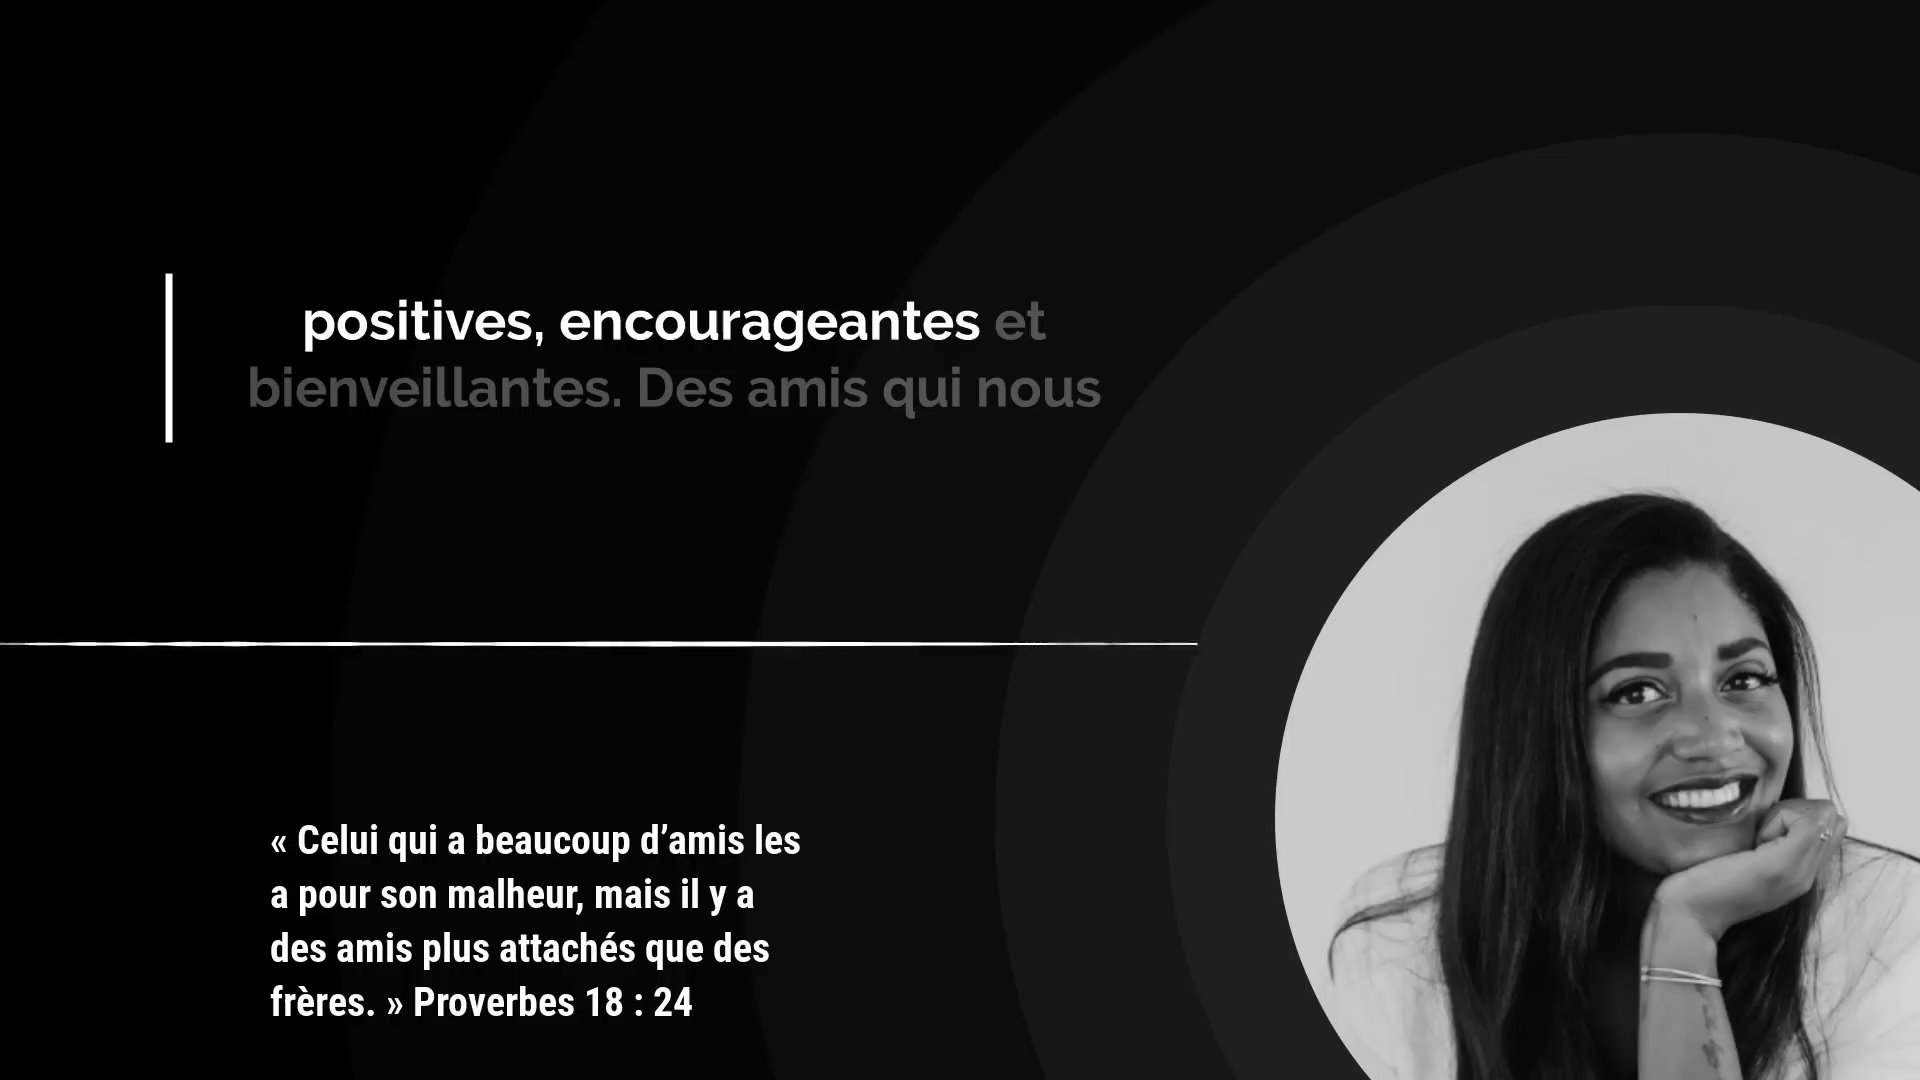 positives, encourageantes et
bienveillantes. Des amis qui nous
« Celui qui a beaucoup d’amis les
a pour son malheur, mais il y a
des amis plus attachés que des
frères. » Proverbes 18 : 24